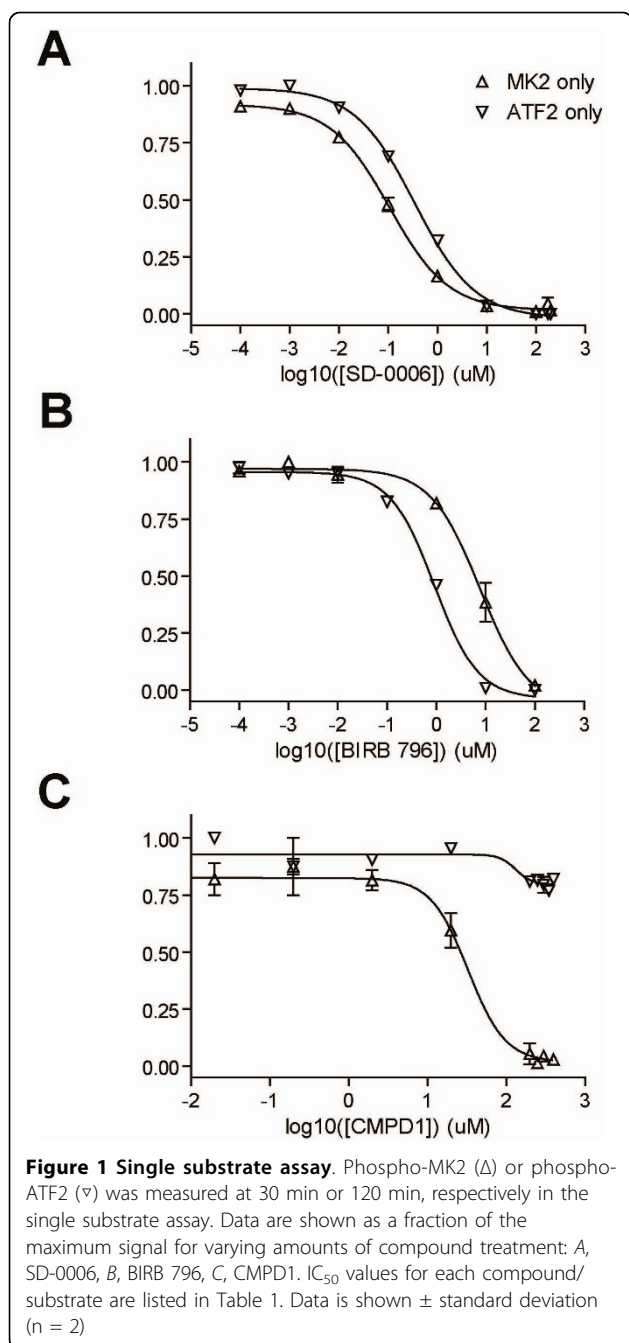 A
△ MK2 only
▽ ATF2 only
1.00
0.75
0.50
0.25
0.00
-5 -4 -3 -2 -1 0 1 2 3
log10([SD-0006]) (uM)
B
1.00
0.75
0.50
0.25
0.00
-5 -4 -3 -2 -1 0 1 2 3
log10([BIRB 796]) (uM)
C
1.00
0.75
0.50
0.25
0.00
-2 -1 0 1 2 3
log10([CMPD1]) (uM)
Figure 1 Single substrate assay. Phospho-MK2 (Δ) or phospho-
ATF2 (▿) was measured at 30 min or 120 min, respectively in the
single substrate assay. Data are shown as a fraction of the
maximum signal for varying amounts of compound treatment: A,
SD-0006, B, BIRB 796, C, CMPD1. IC50 values for each compound/
substrate are listed in Table 1. Data is shown ± standard deviation
(n = 2)